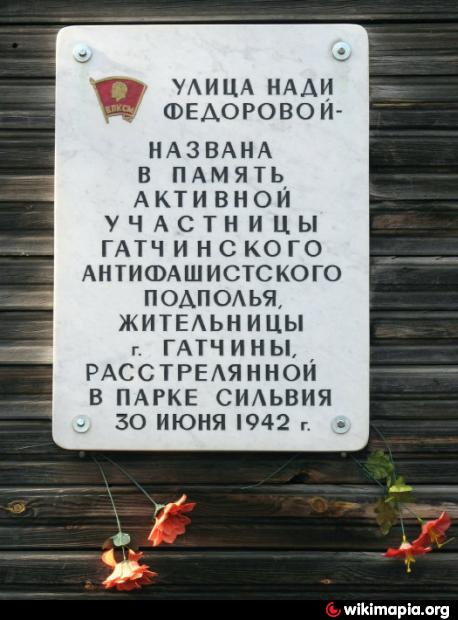 ВЛКСМ
УЛИЦА НАДИ
ФЕДОРОВОЙ-
НАЗВАНА
В ПАМЯТЬ
АКТИВНОЙ
УЧАСТНИЦЫ
ГАТЧИНСКОГО
АНТИФАШИСТСКОГО
ПОДПОЛЬЯ,
ЖИТЕЛЬНИЦЫ
г. ГАТЧИНЫ,
РАССТРЕЛЯННОЙ
В ПАРКЕ СИЛЬВИЯ
30 ИЮНЯ 1942 г.
wikimapia.org